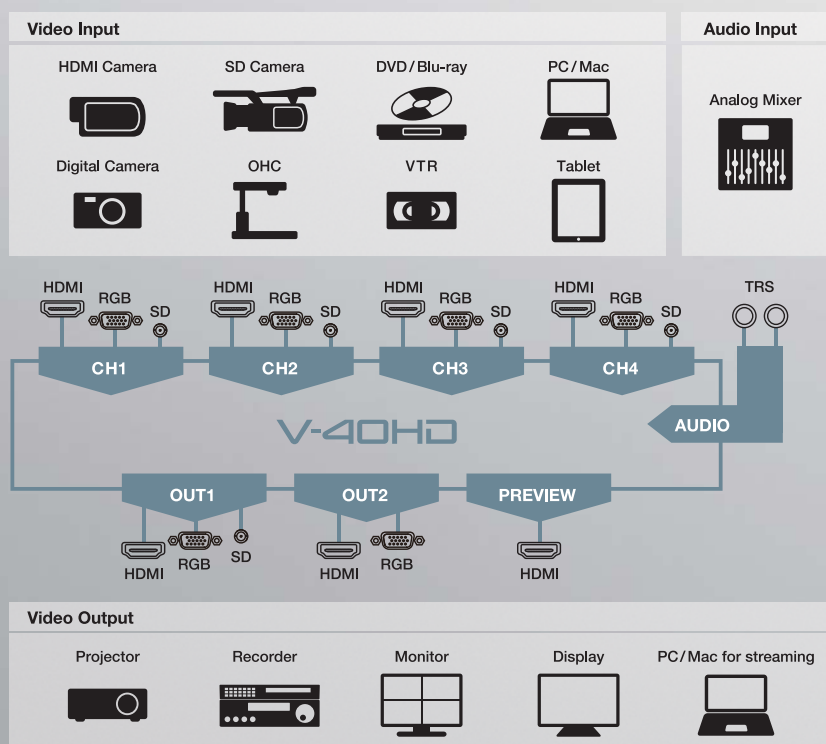 Video Input
HDMI Camera
SD Camera
DVD/Blu-ray
PC/Mac
Digital Camera
OHC
VTR
Tablet
Audio Input
Analog Mixer
HDMI
RGB
SD
HDMI
RGB
SD
HDMI
RGB
SD
HDMI
RGB
SD
TRS
CH1
CH2
CH3
CH4
AUDIO
V-40HD
OUT1
OUT2
PREVIEW
HDMI
RGB
SD
HDMI
RGB
HDMI
Video Output
Projector
Recorder
Monitor
Display
PC/Mac for streaming